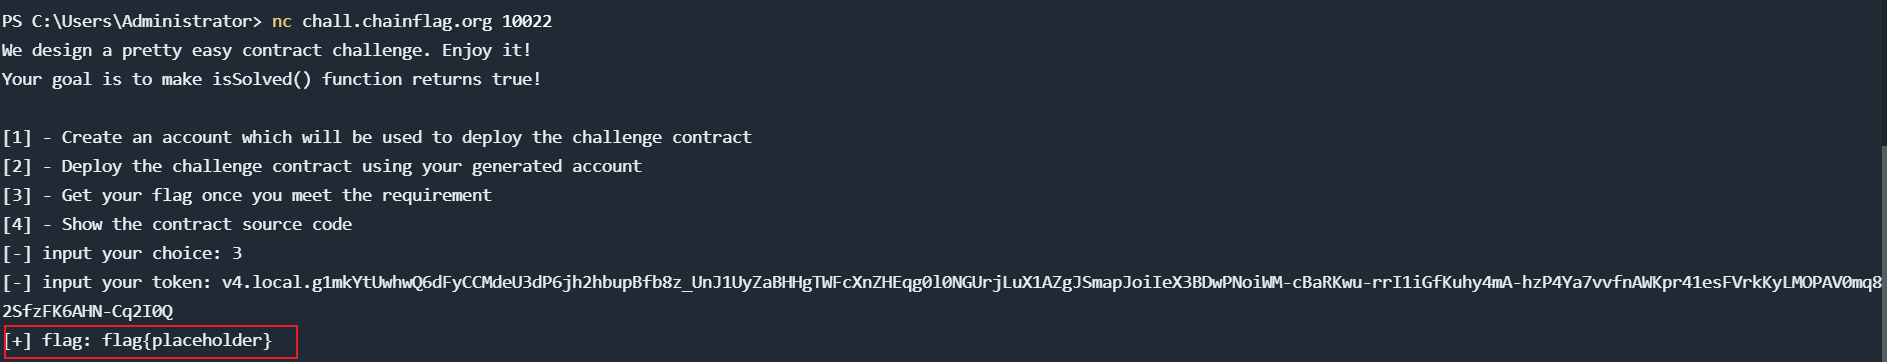 PS C:\Users\Administrator> nc chall.chainflag.org 10022
We design a pretty easy contract challenge. Enjoy it!
Your goal is to make isSolved() function returns true!
[1] - Create an account which will be used to deploy the challenge contract
[2] - Deploy the challenge contract using your generated account
[3] - Get your flag once you meet the requirement
[4] - Show the contract source code
[-] input your choice: 3
[-] input your token: v4.local.g1mkYtUwhwQ6dFyCCMdeU3dP6jh2hbupBfb8z_UnJ1UyZaBHHgTWFcXnZHEqg0l0NGUrjLuX1AZgJSmapJoiIeX3BDwPNoiWM-cBaRKwu-rrI1iGfKuhy4mA-hzP4Ya7vvfnAWKpr41esFVrkKyLMOPAV0mq8
2SfzFK6AHN-Cq2I0Q
[+] flag: flag{placeholder}